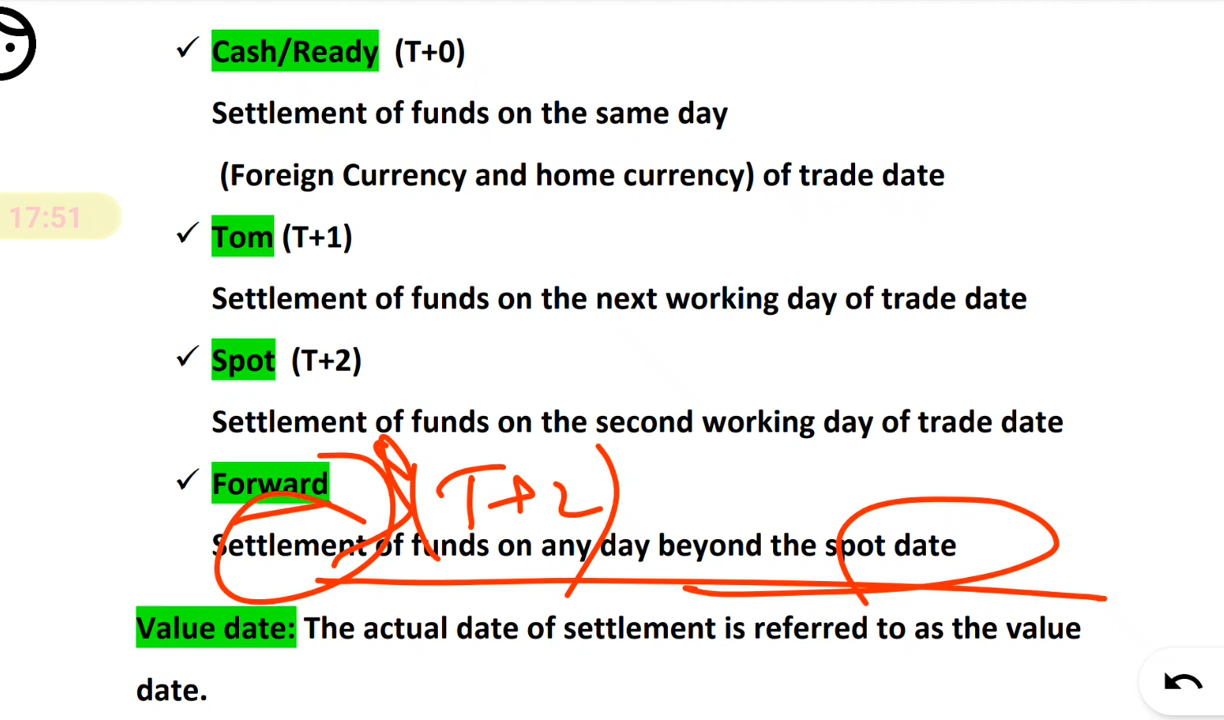 ✓ Cash/Ready (T+0)
Settlement of funds on the same day
(Foreign Currency and home currency) of trade date
17:51
✓ Tom (T+1)
Settlement of funds on the next working day of trade date
✓ Spot (T+2)
Settlement of funds on the second working day of trade date
✓ Forward
(T+2)
Settlement of funds on any day beyond the spot date
Value date: The actual date of settlement is referred to as the value
date.